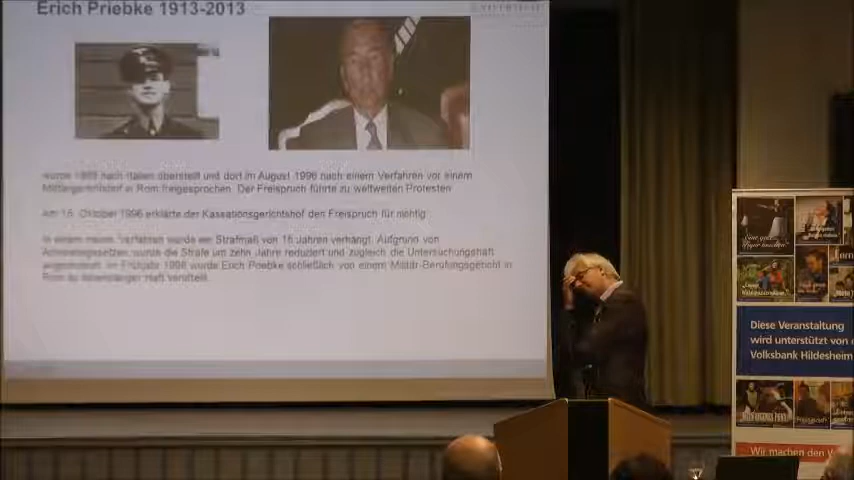 Erich Priebke 1913-2013
wurde 1995 nach Italien überstellt und dort im August 1996 nach einem Verfahren vor einem
Militärgerichtshof in Rom freigesprochen. Der Freispruch führte zu weltweiten Protesten
Am 15. Oktober 1996 erklärte der Kassationsgerichtshof den Freispruch für nichtig
In einem neuen Verfahren wurde ein Strafmaß von 15 Jahren verhängt. Aufgrund von
wurde die Strafe um zehn Jahre reduziert und zugleich die Untersuchungshaft
angerechnet. Im Frühjahr 1998 wurde Erich Priebke schließlich von einem Militär-Berufungsgericht in
Rom zu lebenslanger Haft verurteilt.
Diese Veranstaltung
wird unterstützt von
Volksbank Hildesheim
Wir machen den